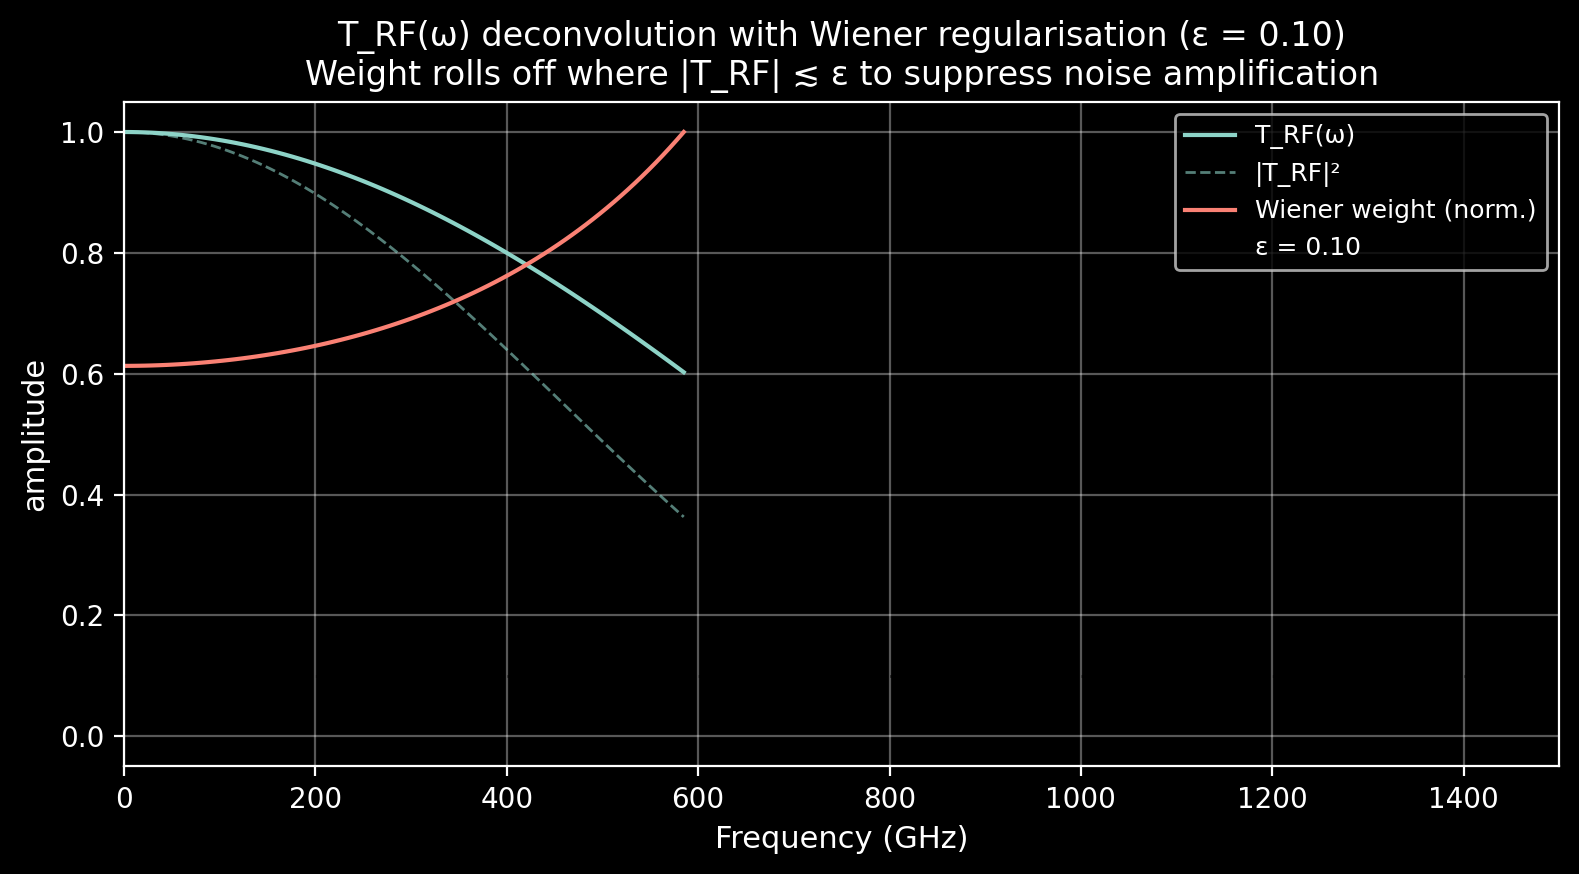 T_RF(ω) deconvolution with Wiener regularisation (ε = 0.10)
Weight rolls off where |T_RF| ≲ ε to suppress noise amplification
T_RF(ω)
|T_RF|²
Wiener weight (norm.)
ε = 0.10
amplitude
1.0
0.8
0.6
0.4
0.2
0.0
0
200
400
600
800
1000
1200
1400
Frequency (GHz)